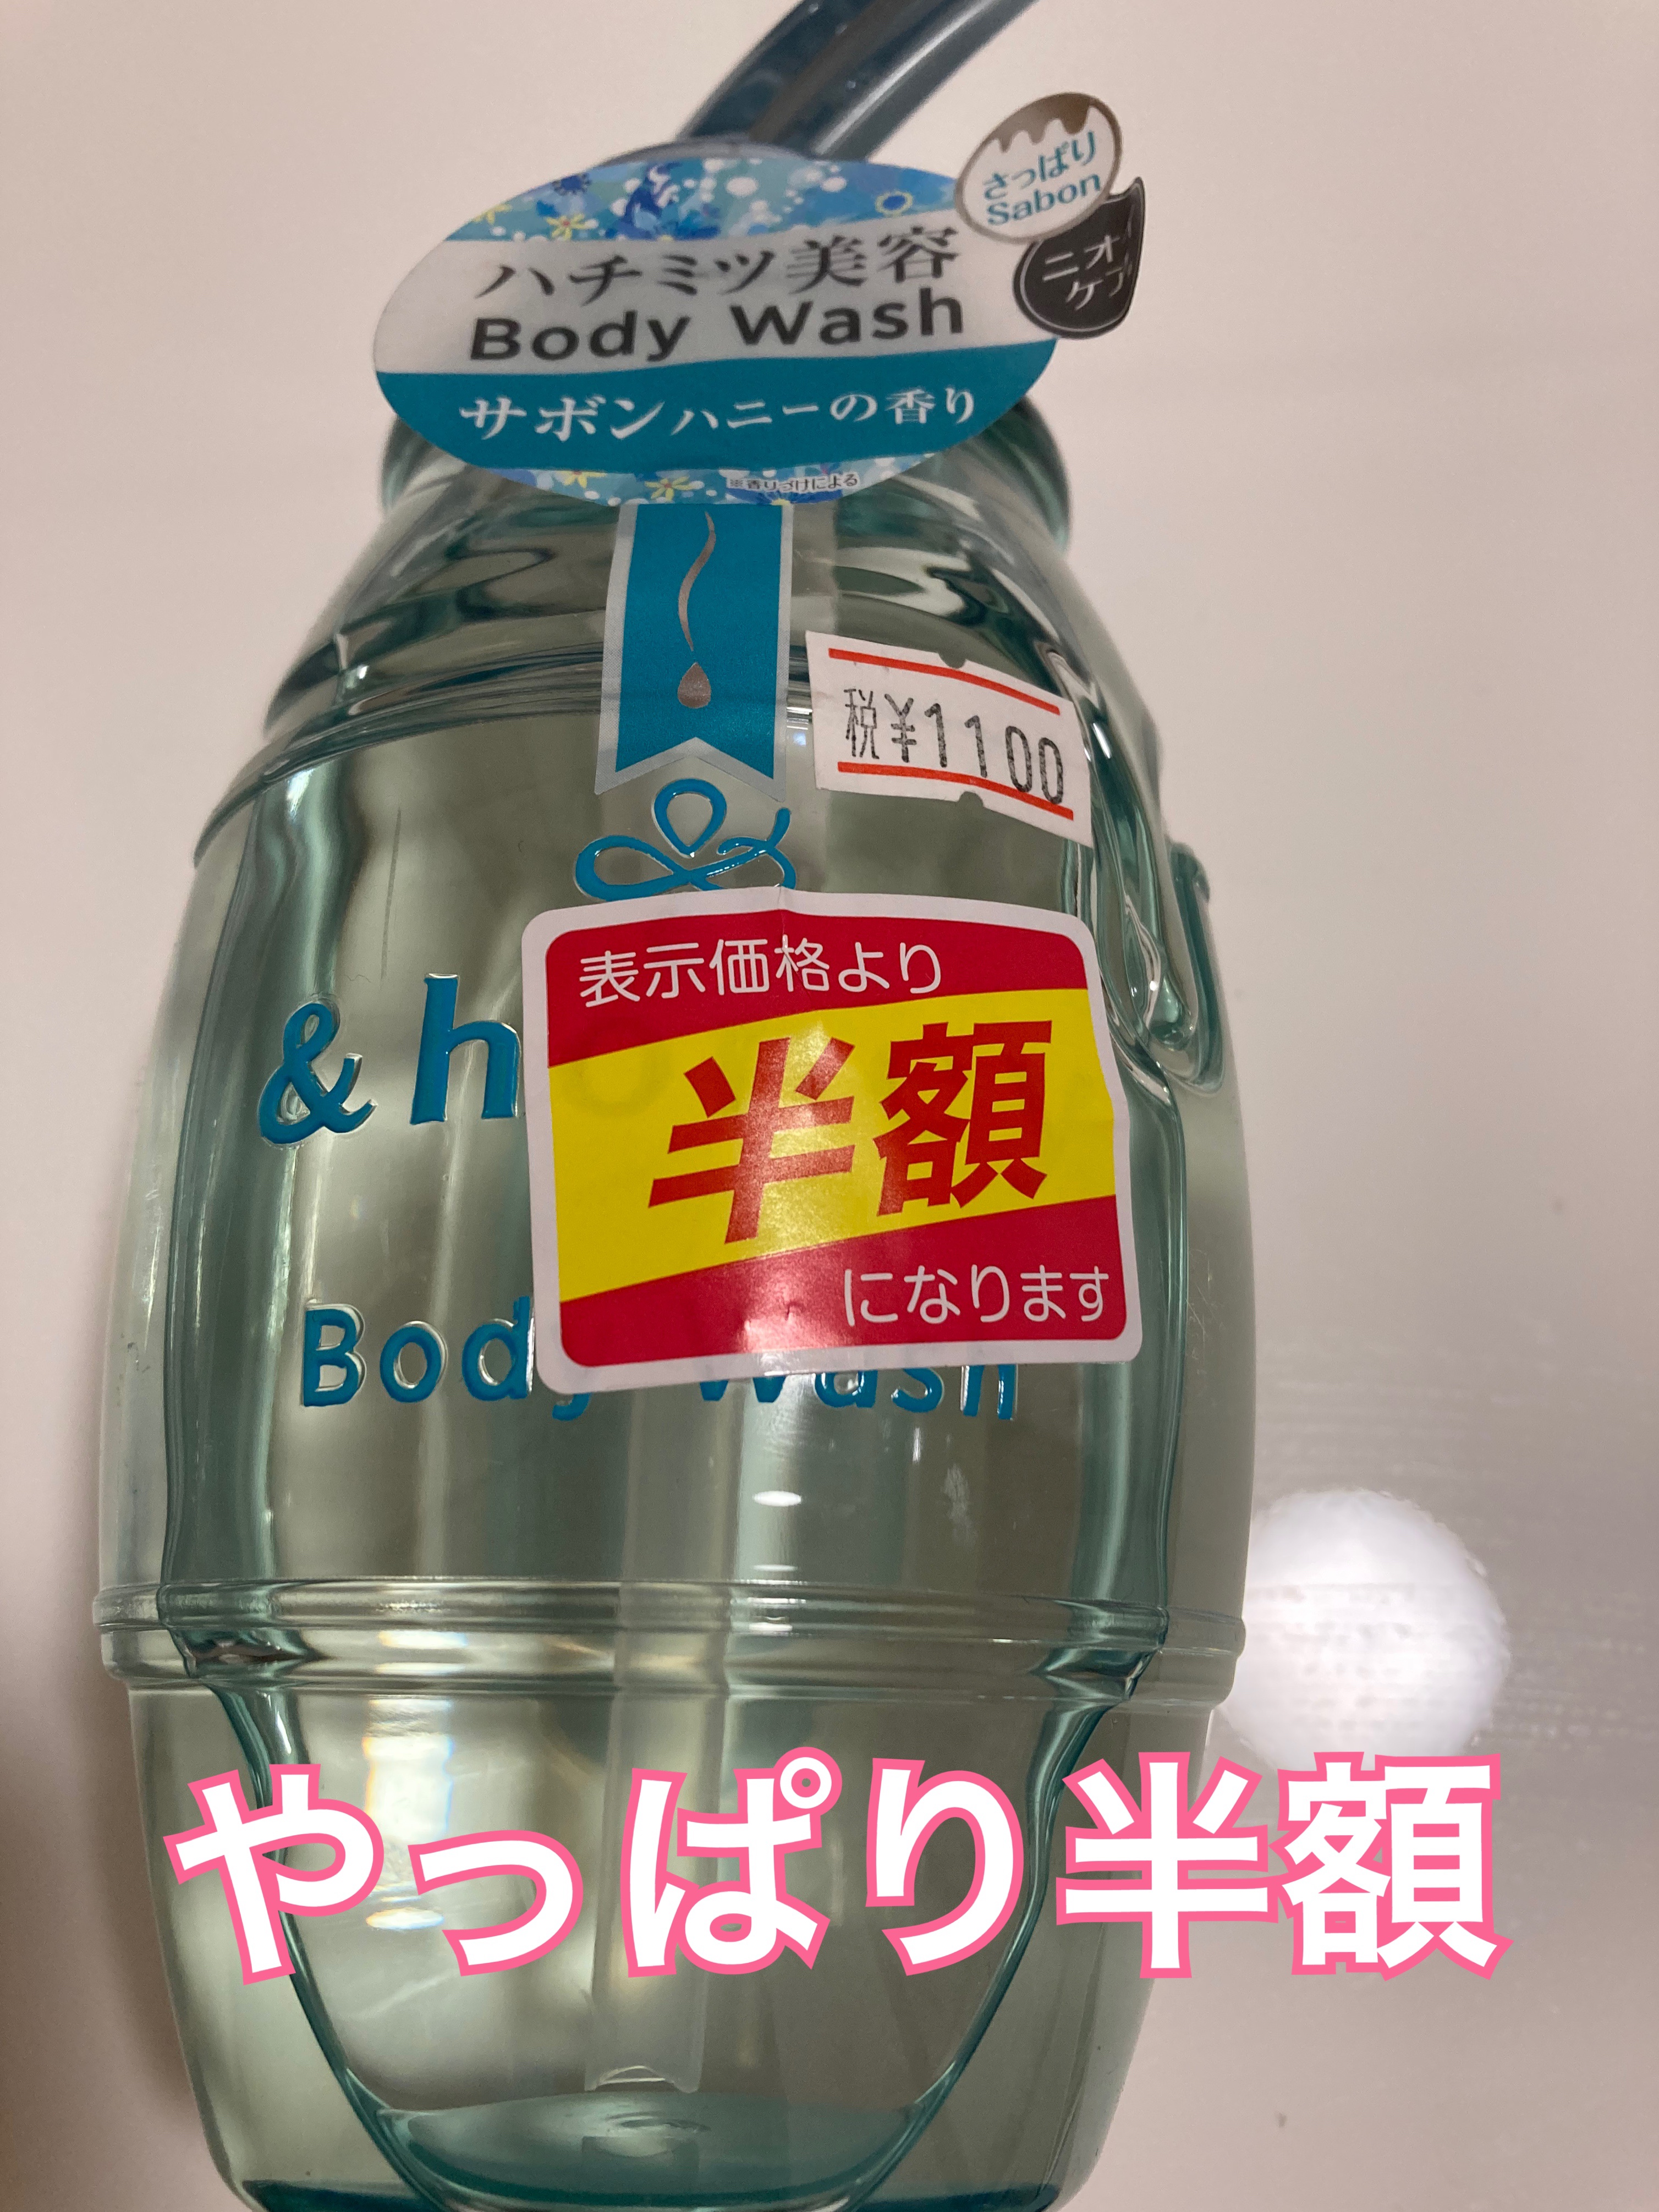 さっぱり
Sabon
ハチミツ美容
Body Wash
サボンハニーの香り
※香りづけによる
税¥1100
表示価格より
半額
になります
&h
Body Wash
やっぱり半額